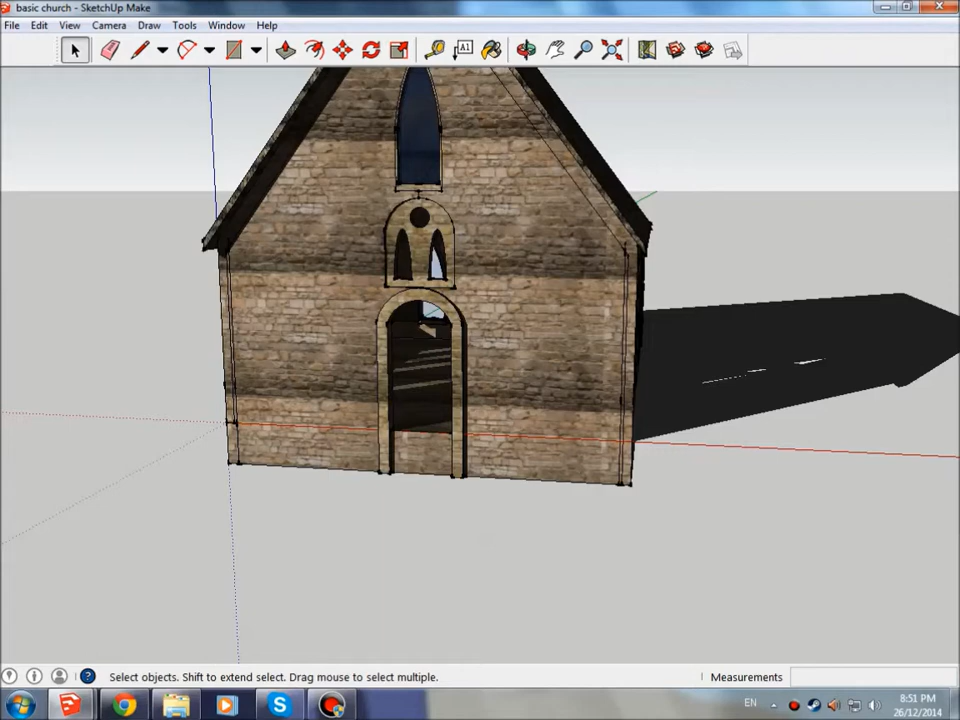 basic church - SketchUp Make
File Edit View Camera Draw Tools Window Help
A1
Select objects. Shift to extend select. Drag mouse to select multiple.
Measurements
EN
8:51 PM
26/12/2014